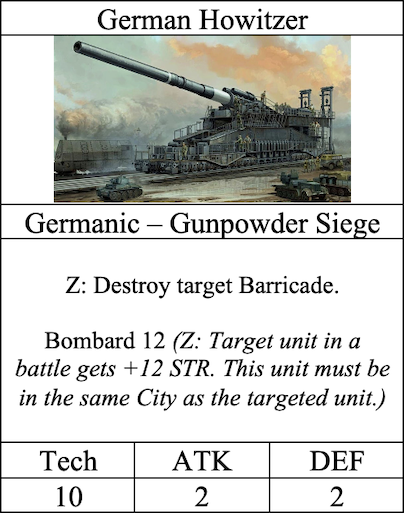 German Howitzer
Germanic – Gunpowder Siege
Z: Destroy target Barricade.
Bombard 12 (Z: Target unit in a
battle gets +12 STR. This unit must be
in the same City as the targeted unit.)
Tech ATK DEF
10 2 2